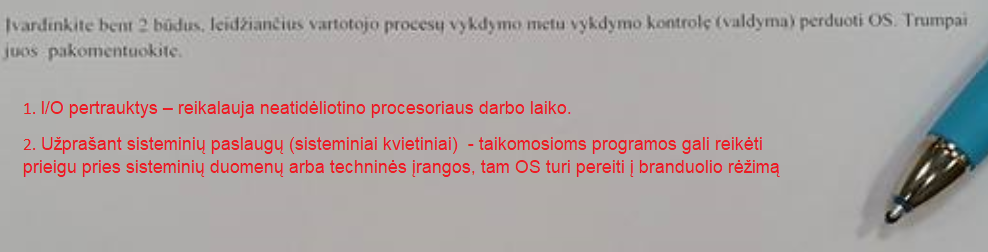 Įvardinkite bent 2 būdus, leidžiančius vartotojo procesų vykdymo metu vykdymo kontrolę (valdyma) perduoti OS. Trumpai
juos pakomentuokite.
1. I/O pertrauktys – reikalauja neatidėliotino procesoriaus darbo laiko.
2. Užprašant sisteminių paslaugų (sisteminiai kvietiniai) - taikomosioms programos gali reikėti
prieigu pries sisteminių duomenų arba techninės įrangos, tam OS turi pereiti į branduolio rėžimą